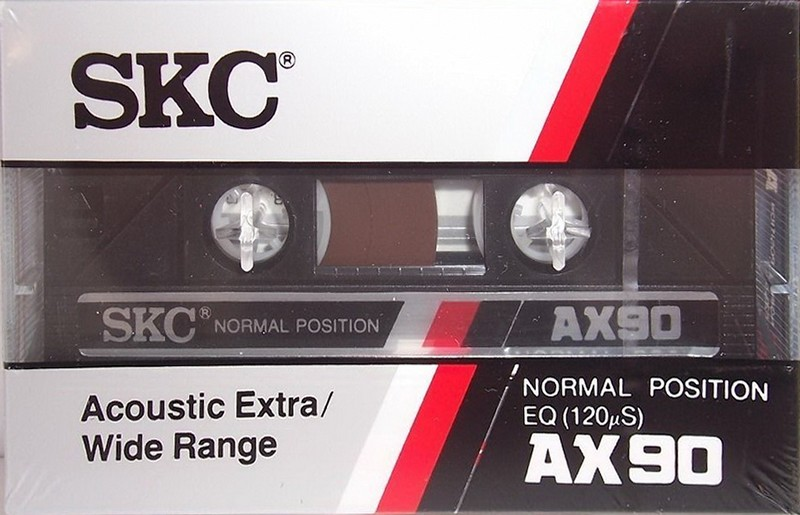 SKC®
SKC® NORMAL POSITION AX90
Acoustic Extra/
Wide Range
NORMAL POSITION
EQ (120μS)
AX90